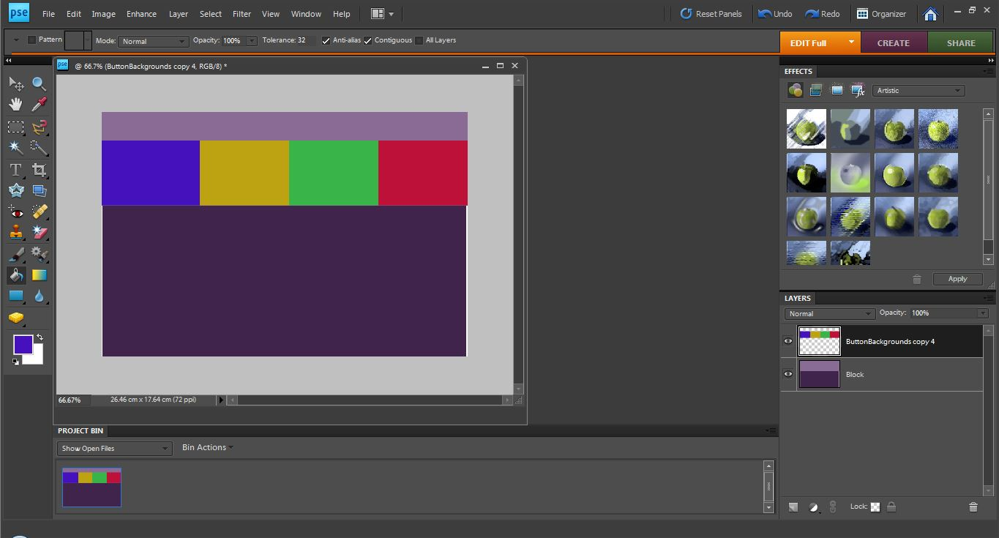 pse File Edit Image Enhance Layer Select Filter View Window Help Reset Panels Undo Redo Organizer
Pattern Mode: Normal Opacity: 100% Tolerance: 32 Anti-alias Contiguous All Layers EDIT Full CREATE SHARE
pse @ 66.7% (ButtonBackgrounds copy 4, RGB/8) *
EFFECTS
Artistic
T
Apply
LAYERS
Normal Opacity: 100%
ButtonBackgrounds copy 4
Block
66.67% 26.46 cm x 17.64 cm (72 ppi)
PROJECT BIN
Show Open Files Bin Actions
Lock: